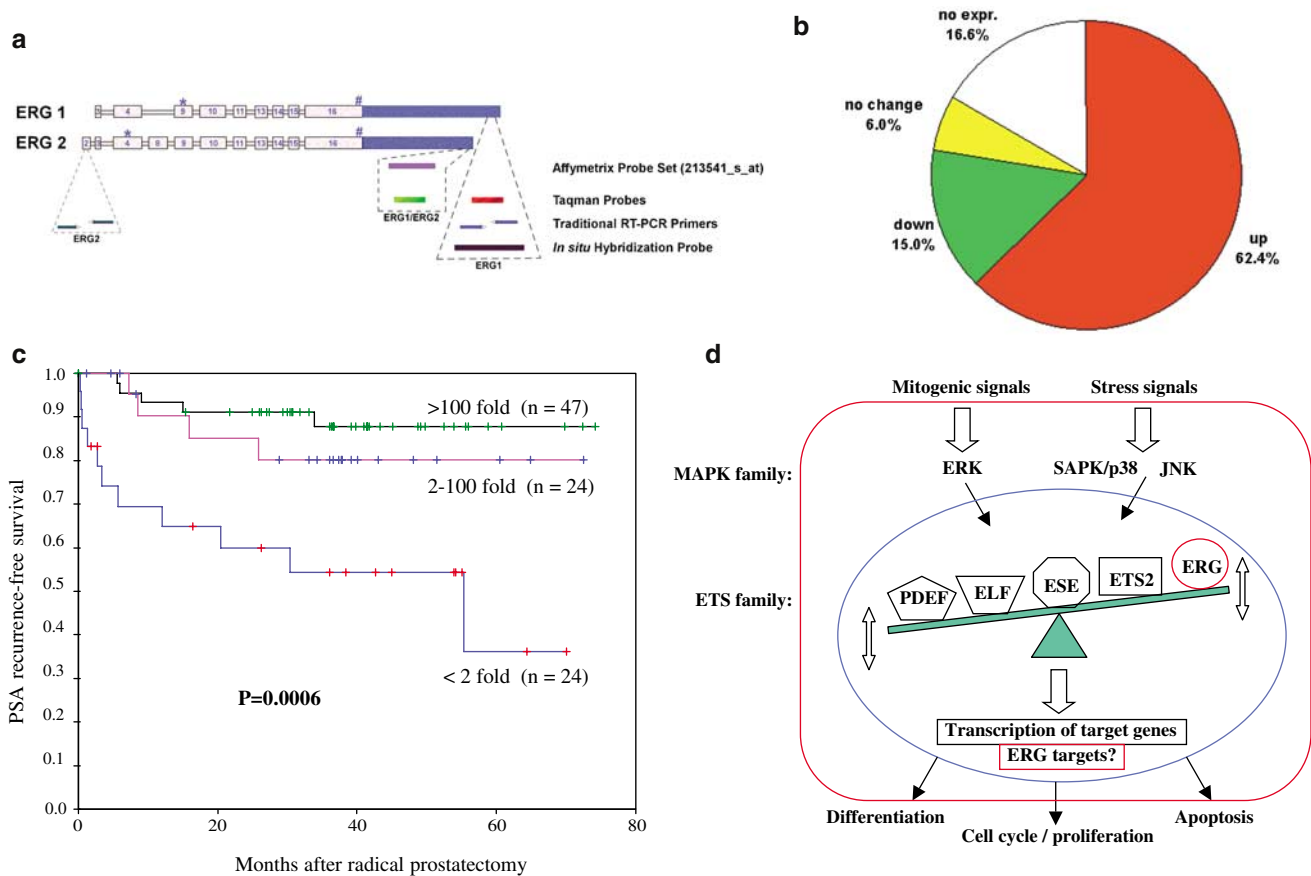 a
ERG 1
3 4 * 9 10 11 13 14 15 16 #
ERG 2
2 3 * 4 8 9 10 11 13 14 15 16 #
Affymetrix Probe Set (213541_s_at)
Taqman Probes
ERG1/ERG2
Traditional RT-PCR Primers
ERG2
In situ Hybridization Probe
ERG1
b
no expr.
16.6%
no change
6.0%
down
15.0%
up
62.4%
c
1.0
0.9
0.8
0.7
0.6
0.5
0.4
0.3
0.2
0.1
0.0
PSA recurrence-free survival
>100 fold (n = 47)
2-100 fold (n = 24)
< 2 fold (n = 24)
P=0.0006
0 20 40 60 80
Months after radical prostatectomy
d
Mitogenic signals Stress signals
MAPK family: ERK SAPK/p38 JNK
ETS family: PDEF ELF ESE ETS2 ERG
Transcription of target genes
ERG targets?
Differentiation
Cell cycle / proliferation
Apoptosis